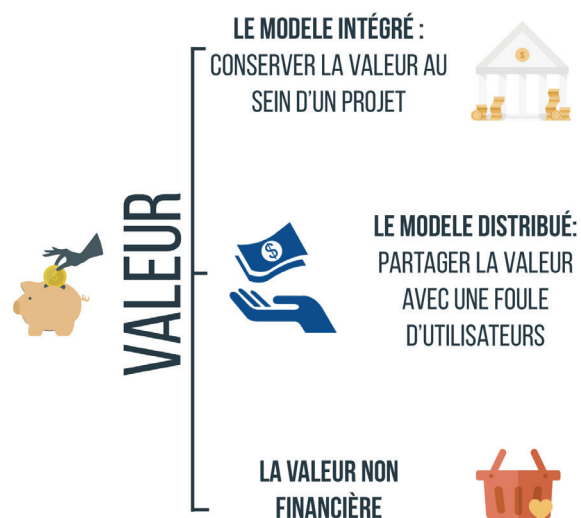 VALEUR
LE MODELE INTÉGRÉ :
CONSERVER LA VALEUR AU
SEIN D'UN PROJET
LE MODELE DISTRIBUÉ:
PARTAGER LA VALEUR
AVEC UNE FOULE
D'UTILISATEURS
LA VALEUR NON
FINANCIÈRE